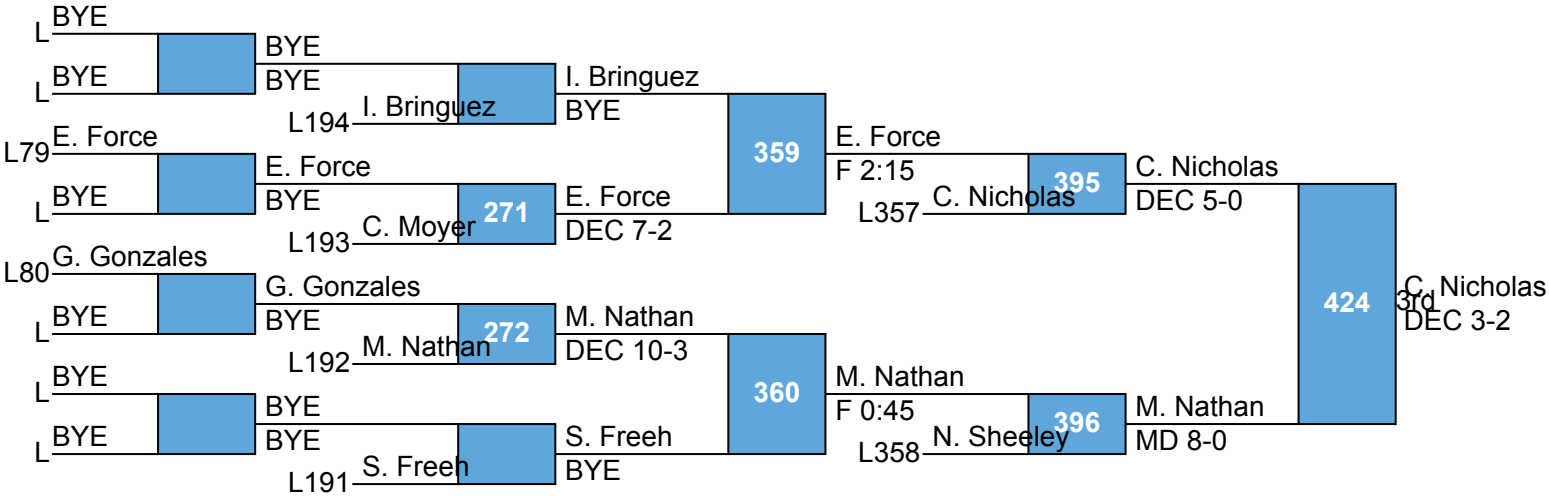 BYE
L
BYE
BYE
L
BYE
I. Bringuez
L194
I. Bringuez
BYE
E. Force
L79
BYE
L
E. Force
BYE
C. Moyer
L193
271
E. Force
DEC 7-2
359
E. Force
F 2:15
C. Nicholas
L357
395
C. Nicholas
DEC 5-0
G. Gonzales
L80
BYE
L
G. Gonzales
BYE
M. Nathan
L192
272
M. Nathan
DEC 10-3
BYE
L
BYE
L
BYE
BYE
S. Freeh
L191
S. Freeh
BYE
360
M. Nathan
F 0:45
N. Sheeley
L358
396
M. Nathan
MD 8-0
424
C. Nicholas
3rd
DEC 3-2